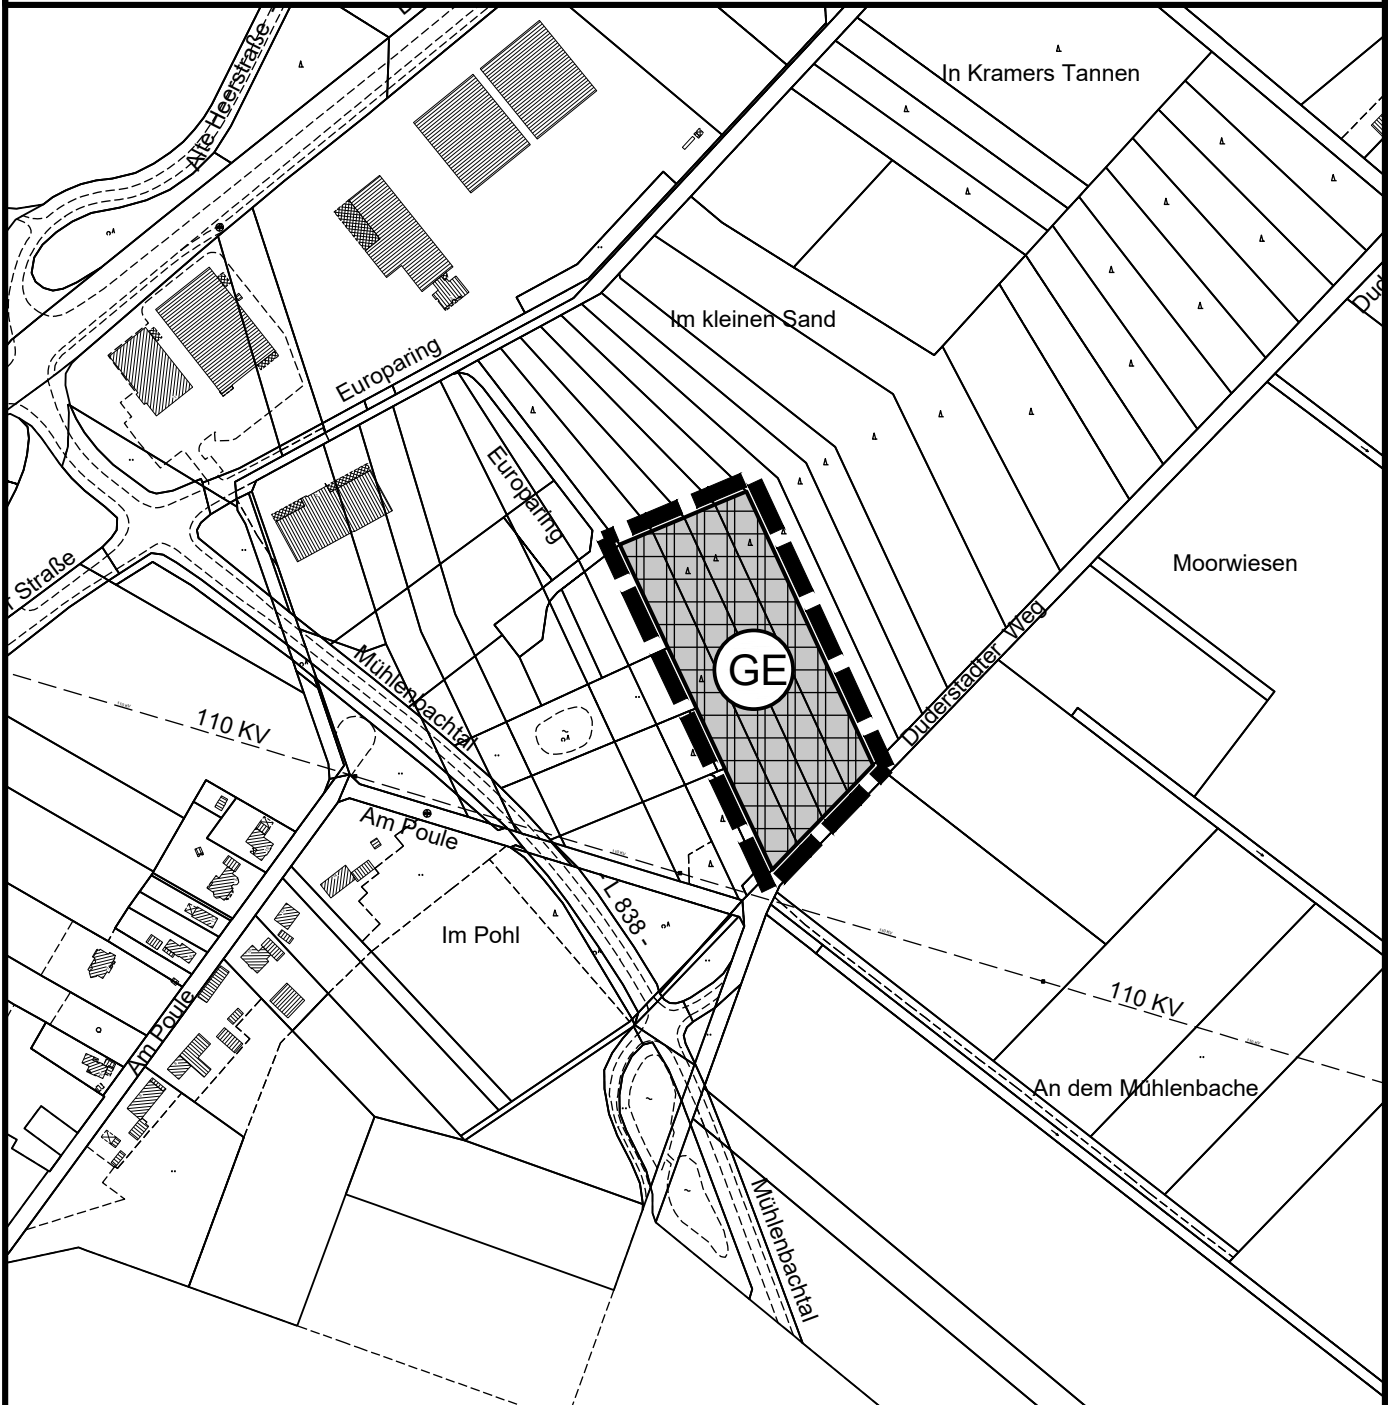 Alte Heerstraße
In Kramers Tannen
Im kleinen Sand
Europaring
Europaring
Moorwiesen
Straße
GE
Duderstädter Weg
Mühlenbachtal
110 KV
Am Poule
L 838 -
Im Pohl
110 KV
Am Poule
An dem Mühlenbache
Mühlenbachtal